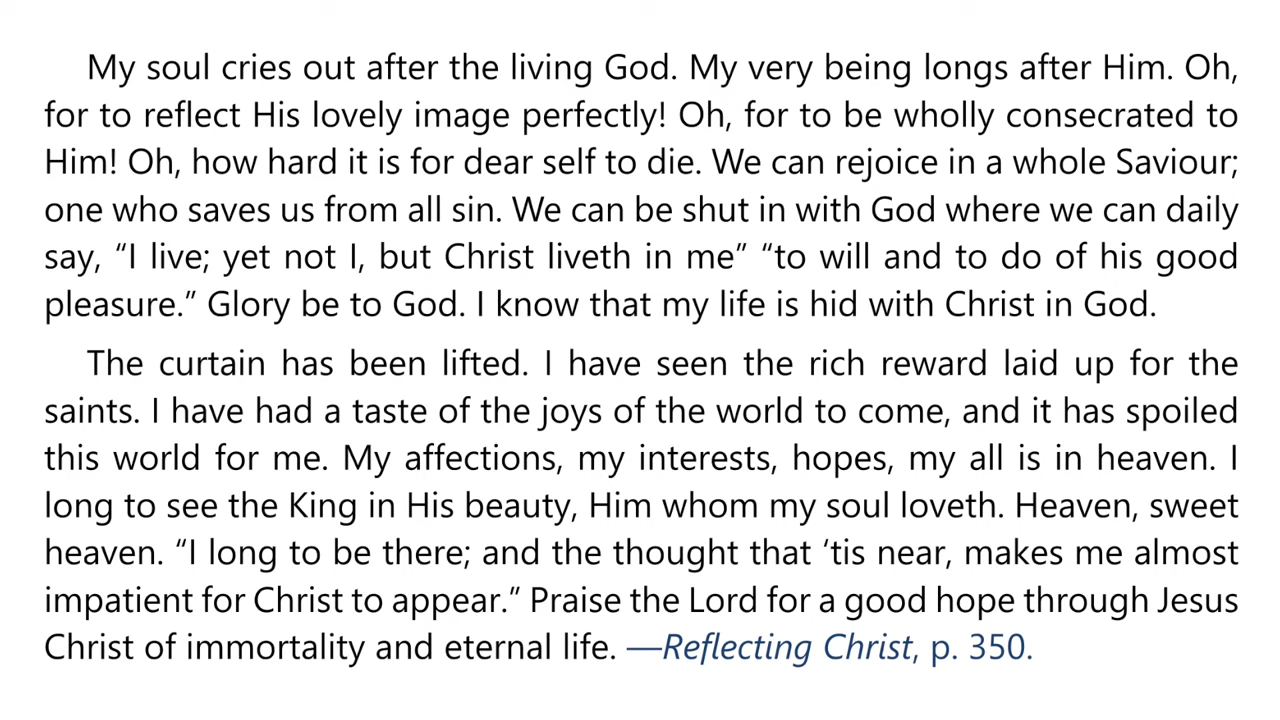 My soul cries out after the living God. My very being longs after Him. Oh,
for to reflect His lovely image perfectly! Oh, for to be wholly consecrated to
Him! Oh, how hard it is for dear self to die. We can rejoice in a whole Saviour;
one who saves us from all sin. We can be shut in with God where we can daily
say, “I live; yet not I, but Christ liveth in me” “to will and to do of his good
pleasure.” Glory be to God. I know that my life is hid with Christ in God.
The curtain has been lifted. I have seen the rich reward laid up for the
saints. I have had a taste of the joys of the world to come, and it has spoiled
this world for me. My affections, my interests, hopes, my all is in heaven. I
long to see the King in His beauty, Him whom my soul loveth. Heaven, sweet
heaven. “I long to be there; and the thought that ’tis near, makes me almost
impatient for Christ to appear.” Praise the Lord for a good hope through Jesus
Christ of immortality and eternal life. —Reflecting Christ, p. 350.